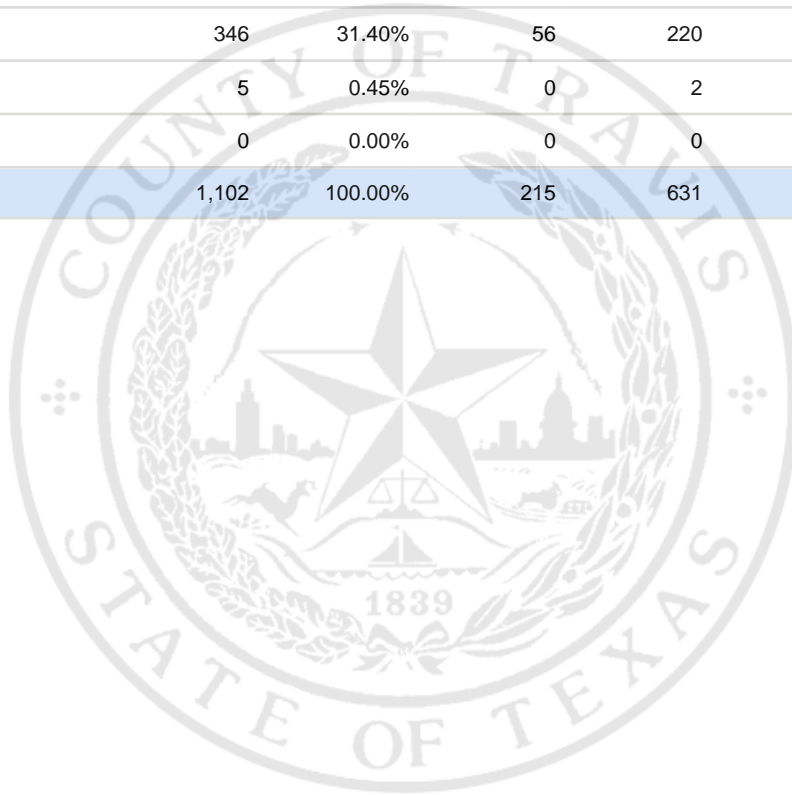 346 31.40% 56 220
5 0.45% 0 2
0 0.00% 0 0
1,102 100.00% 215 631
COUNTY OF TRAVIS
1839
STATE OF TEXAS